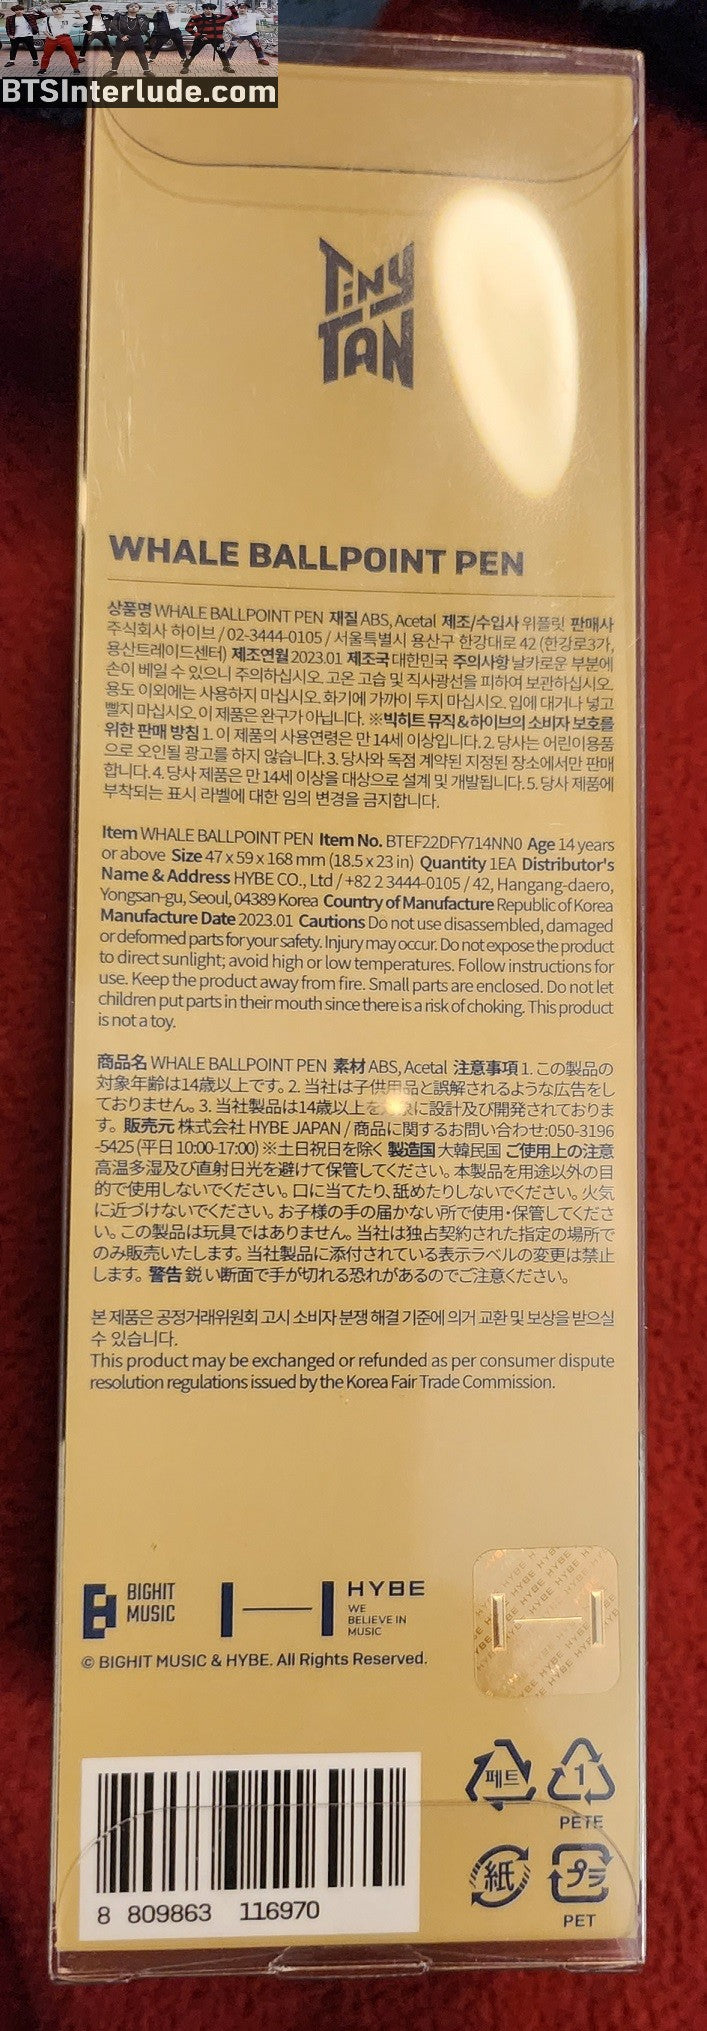 BTSInterlude.com
TINY
TAN
WHALE BALLPOINT PEN
상품명 WHALE BALLPOINT PEN 재질 ABS, Acetal 제조/수입사 위플릿 판매사
주식회사 하이브 / 02-3444-0105 / 서울특별시 용산구 한강대로 42 (한강로3가,
용산트레이드센터) 제조연월 2023.01 제조국 대한민국 주의사항 날카로운 부분에
손이 베일 수 있으니 주의하십시오. 고온 고습 및 직사광선을 피하여 보관하십시오.
용도 이외에는 사용하지 마십시오. 화기에 가까이 두지 마십시오. 입에 대거나 넣고
빨지 마십시오. 이 제품은 완구가 아닙니다. ※빅히트 뮤직&하이브의 소비자 보호를
위한 판매 방침 1. 이 제품의 사용연령은 만 14세 이상입니다. 2. 당사는 어린이용품
으로 오인될 광고를 하지 않습니다. 3. 당사와 독점 계약된 지정된 장소에서만 판매
합니다. 4. 당사 제품은 만 14세 이상을 대상으로 설계 및 개발됩니다. 5. 당사 제품에
부착되는 표시 라벨에 대한 임의 변경을 금지합니다.
Item WHALE BALLPOINT PEN Item No. BTEF22DFY714NN0 Age 14 years
or above Size 47 x 59 x 168 mm (18.5 x 23 in) Quantity 1EA Distributor's
Name & Address HYBE CO., Ltd / +82 2 3444-0105 / 42, Hangang-daero,
Yongsan-gu, Seoul, 04389 Korea Country of Manufacture Republic of Korea
Manufacture Date 2023.01 Cautions Do not use disassembled, damaged
or deformed parts for your safety. Injury may occur. Do not expose the product
to direct sunlight; avoid high or low temperatures. Follow instructions for
use. Keep the product away from fire. Small parts are enclosed. Do not let
children put parts in their mouth since there is a risk of choking. This product
is not a toy.
商品名 WHALE BALLPOINT PEN 素材 ABS, Acetal 注意事項 1. この製品の
対象年齢は14歳以上です。2. 当社は子供用品と誤解されるような広告をし
ておりません。3. 当社製品は14歳以上を対象に設計及び開発されておりま
す。販売元 株式会社 HYBE JAPAN / 商品に関するお問い合わせ:050-3196
-5425 (平日 10:00-17:00) ※土日祝日を除く 製造国 大韓民国 ご使用上の注意
高温多湿及び直射日光を避けて保管してください。本製品を用途以外の目
的で使用しないでください。口に当てたり、舐めたりしないでください。火気
に近づけないでください。お子様の手の届かない所で使用・保管してくださ
い。この製品は玩具ではありません。当社は独占契約された指定の場所で
のみ販売いたします。当社製品に添付されている表示ラベルの変更は禁止
します。警告 鋭い断面で手が切れる恐れがあるのでご注意ください。
본 제품은 공정거래위원회 고시 소비자 분쟁 해결 기준에 의거 교환 및 보상을 받으실
수 있습니다.
This product may be exchanged or refunded as per consumer dispute
resolution regulations issued by the Korea Fair Trade Commission.
BIGHIT
MUSIC
HYBE
WE
BELIEVE IN
MUSIC
© BIGHIT MUSIC & HYBE. All Rights Reserved.
HYBE HYBE HYBE
페트
1
PETE
紙
プラ
PET
8 809863 116970